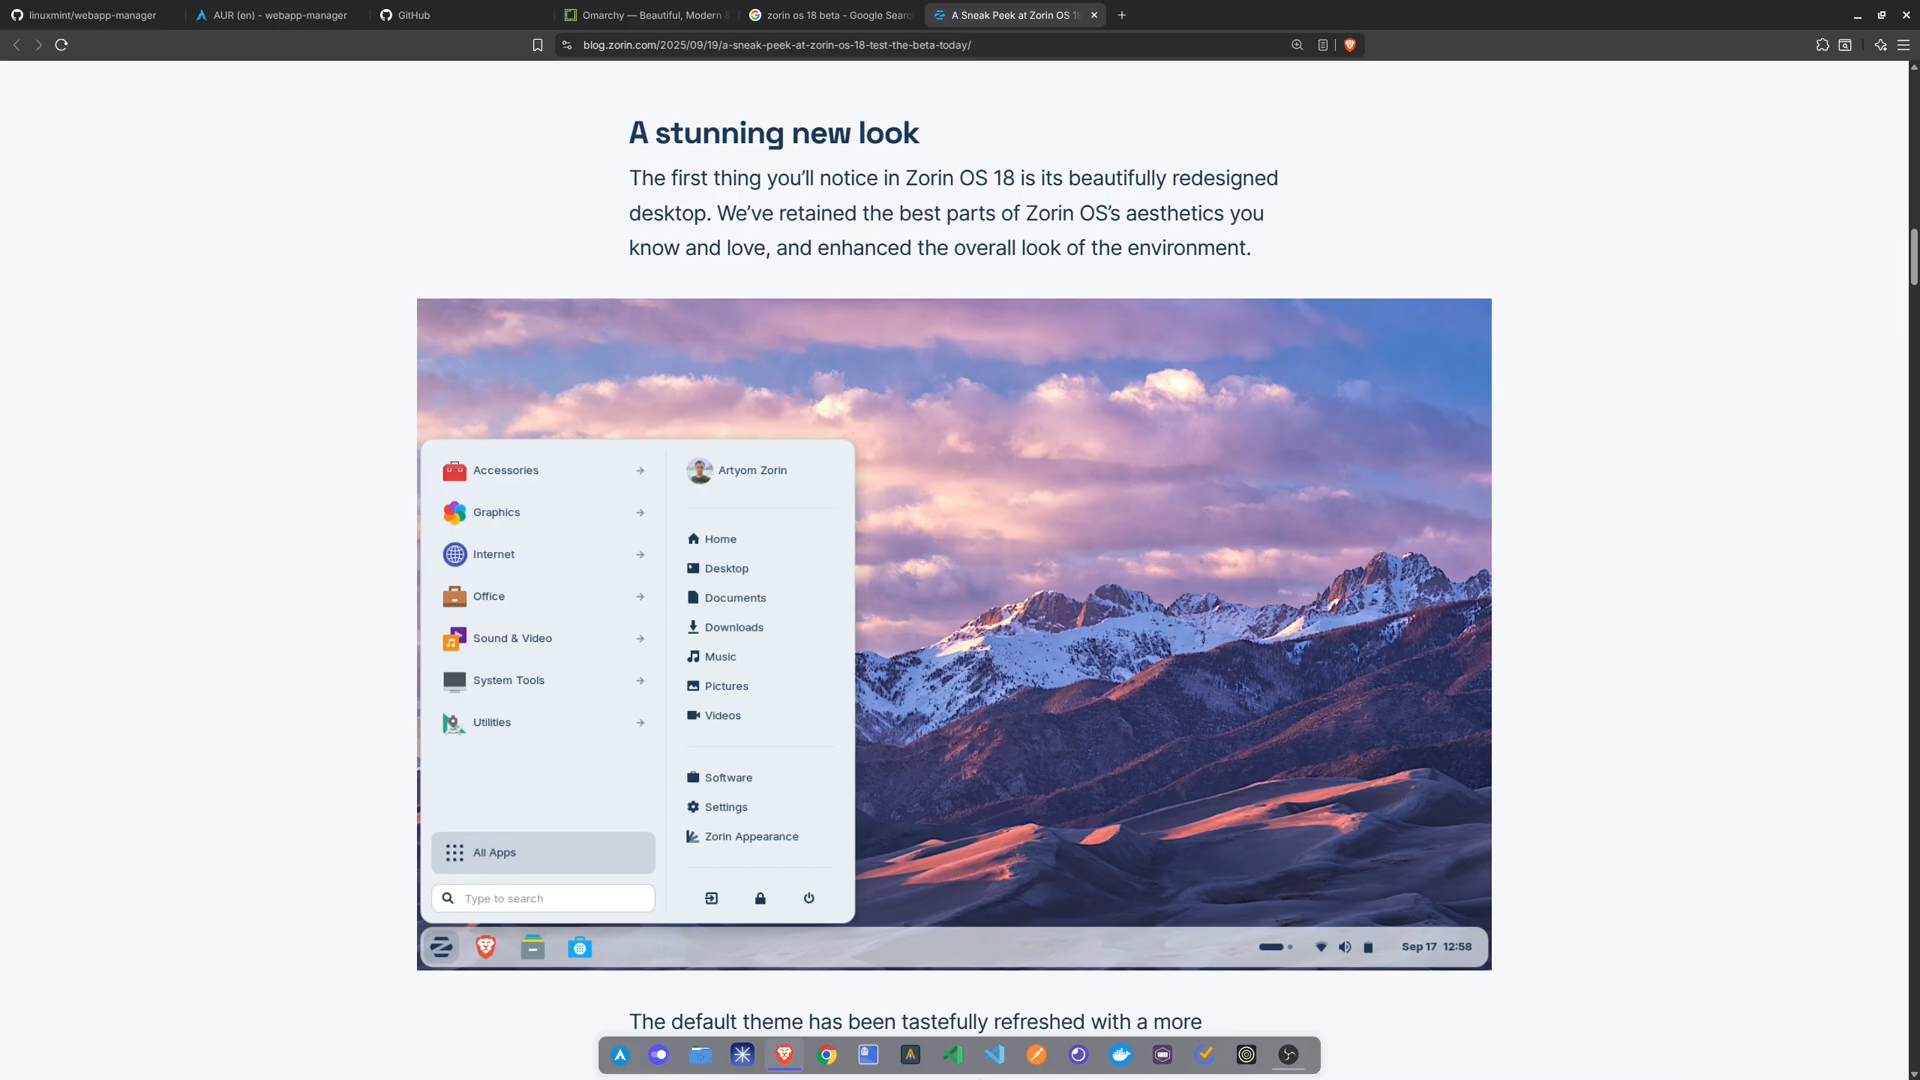 linuxmint/webapp-manager
AUR (en) - webapp-manager
GitHub
Omarchy — Beautiful, Modern &
zorin os 18 beta - Google Search
A Sneak Peek at Zorin OS 18
blog.zorin.com/2025/09/19/a-sneak-peek-at-zorin-os-18-test-the-beta-today/
A stunning new look
The first thing you’ll notice in Zorin OS 18 is its beautifully redesigned
desktop. We’ve retained the best parts of Zorin OS’s aesthetics you
know and love, and enhanced the overall look of the environment.
Accessories
Graphics
Internet
Office
Sound & Video
System Tools
Utilities
All Apps
Type to search
Artyom Zorin
Home
Desktop
Documents
Downloads
Music
Pictures
Videos
Software
Settings
Zorin Appearance
Sep 17 12:58
The default theme has been tastefully refreshed with a more